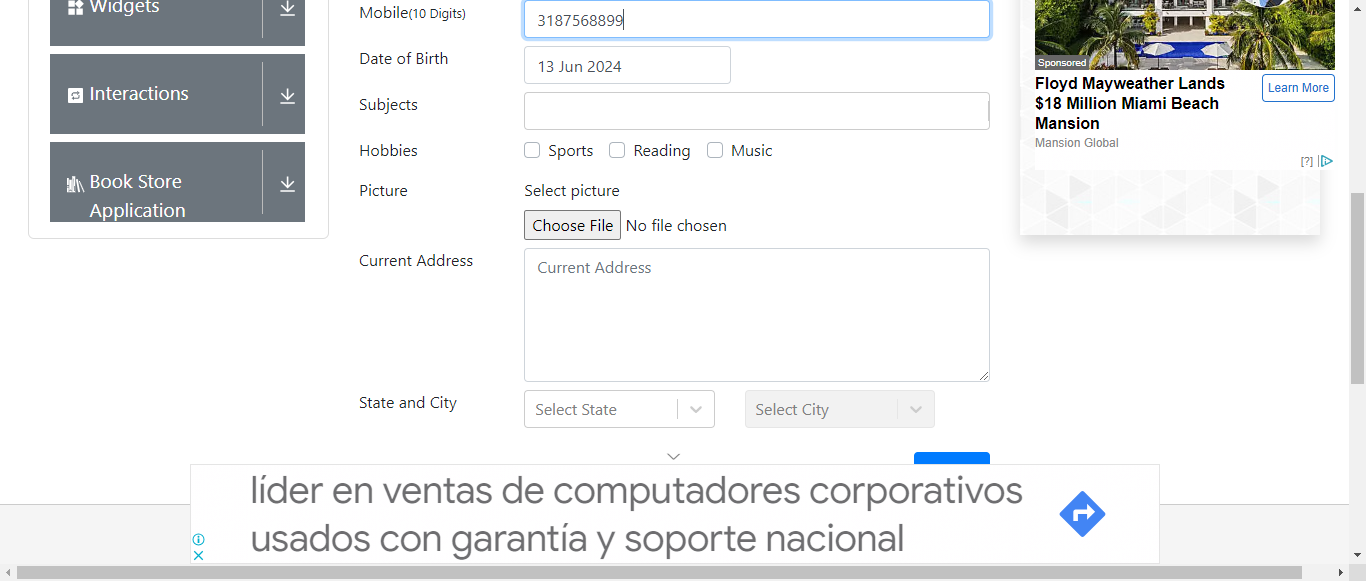 Widgets
Interactions
Book Store
Application
Mobile(10 Digits)
3187568899
Date of Birth
13 Jun 2024
Subjects
Hobbies
Sports
Reading
Music
Picture
Select picture
Choose File No file chosen
Current Address
Current Address
State and City
Select State
Select City
Sponsored
Floyd Mayweather Lands
$18 Million Miami Beach
Mansion
Learn More
Mansion Global
[?]
líder en ventas de computadores corporativos
usados con garantía y soporte nacional